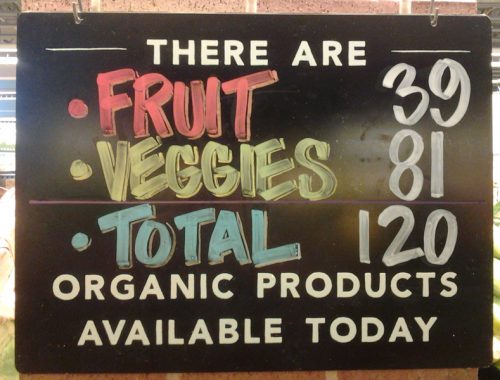 THERE ARE
• FRUIT 39
• VEGGIES 81
• TOTAL 120
ORGANIC PRODUCTS
AVAILABLE TODAY